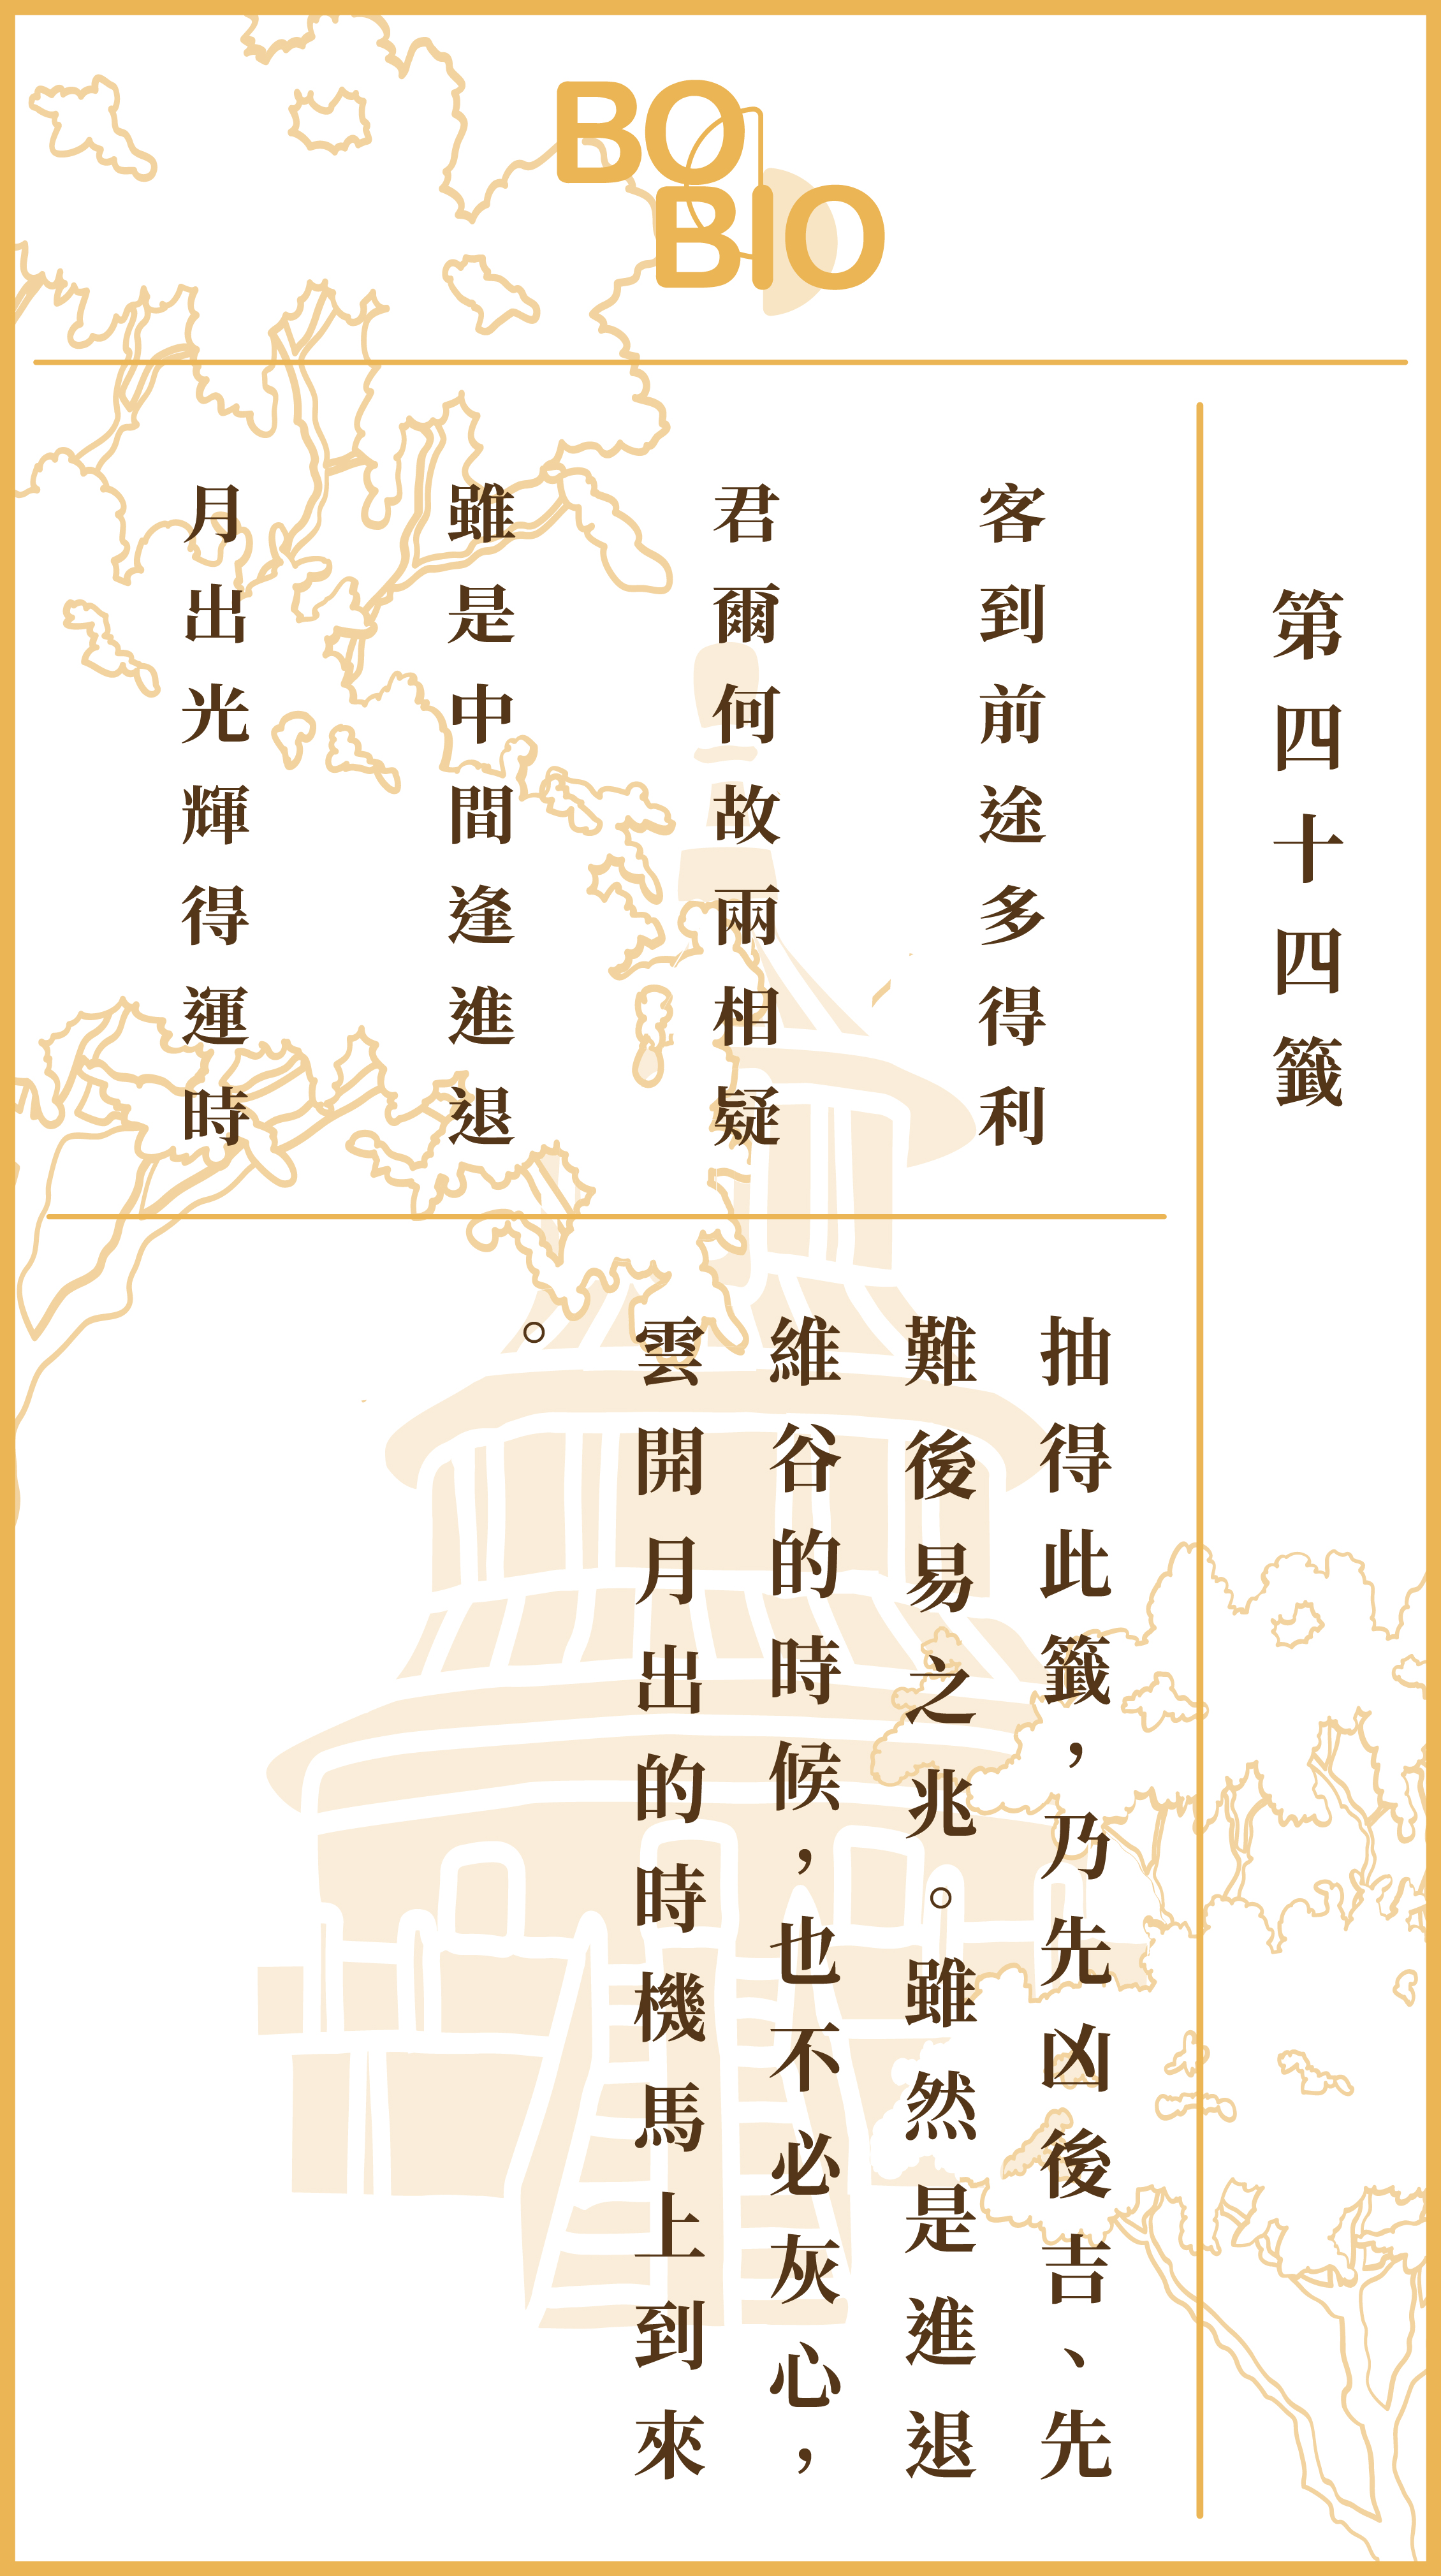 BO
BIO
第四十四籤
客到前途多得利
君爾何故兩相疑
雖是中間逢進退
月出光輝得運時
抽得此籤，乃先凶後吉、先
難後易之兆。雖然是進退
維谷的時候，也不必灰心，
雲開月出的時機馬上到來
。